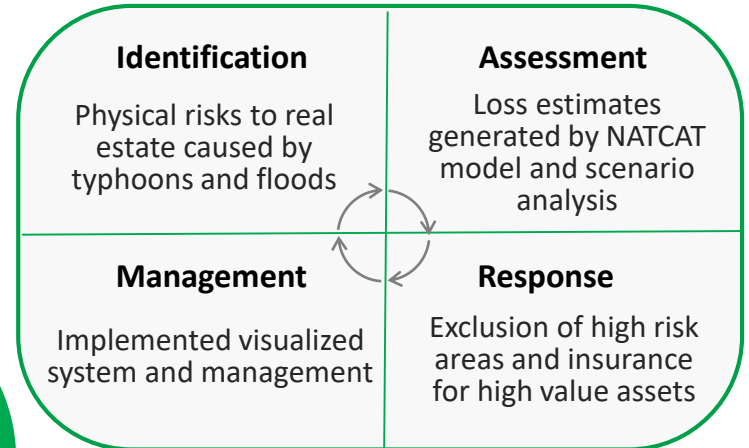 Identification
Physical risks to real
estate caused by
typhoons and floods
Assessment
Loss estimates
generated by NATCAT
model and scenario
analysis
Management
Implemented visualized
system and management
Response
Exclusion of high risk
areas and insurance
for high value assets